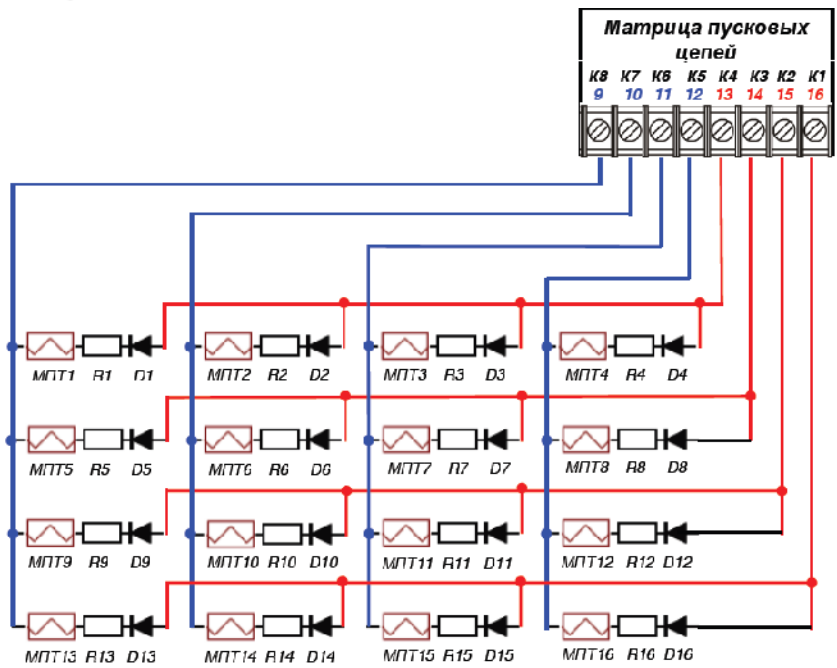 Матрица пусковых
цепей
К8 К7 К6 К5 К4 К3 К2 К1
9 10 11 12 13 14 15 16
МПТ1 R1 D1 МПТ2 R2 D2 МПТ3 R3 D3 МПТ4 R4 D4
МПТ5 R5 D5 МПТ6 R6 D6 МПТ7 R7 D7 МПТ8 R8 D8
МПТ9 R9 D9 МПТ10 R10 D10 МПТ11 R11 D11 МПТ12 R12 D12
МПТ13 R13 D13 МПТ14 R14 D14 МПТ15 R15 D15 МПТ16 R16 D16